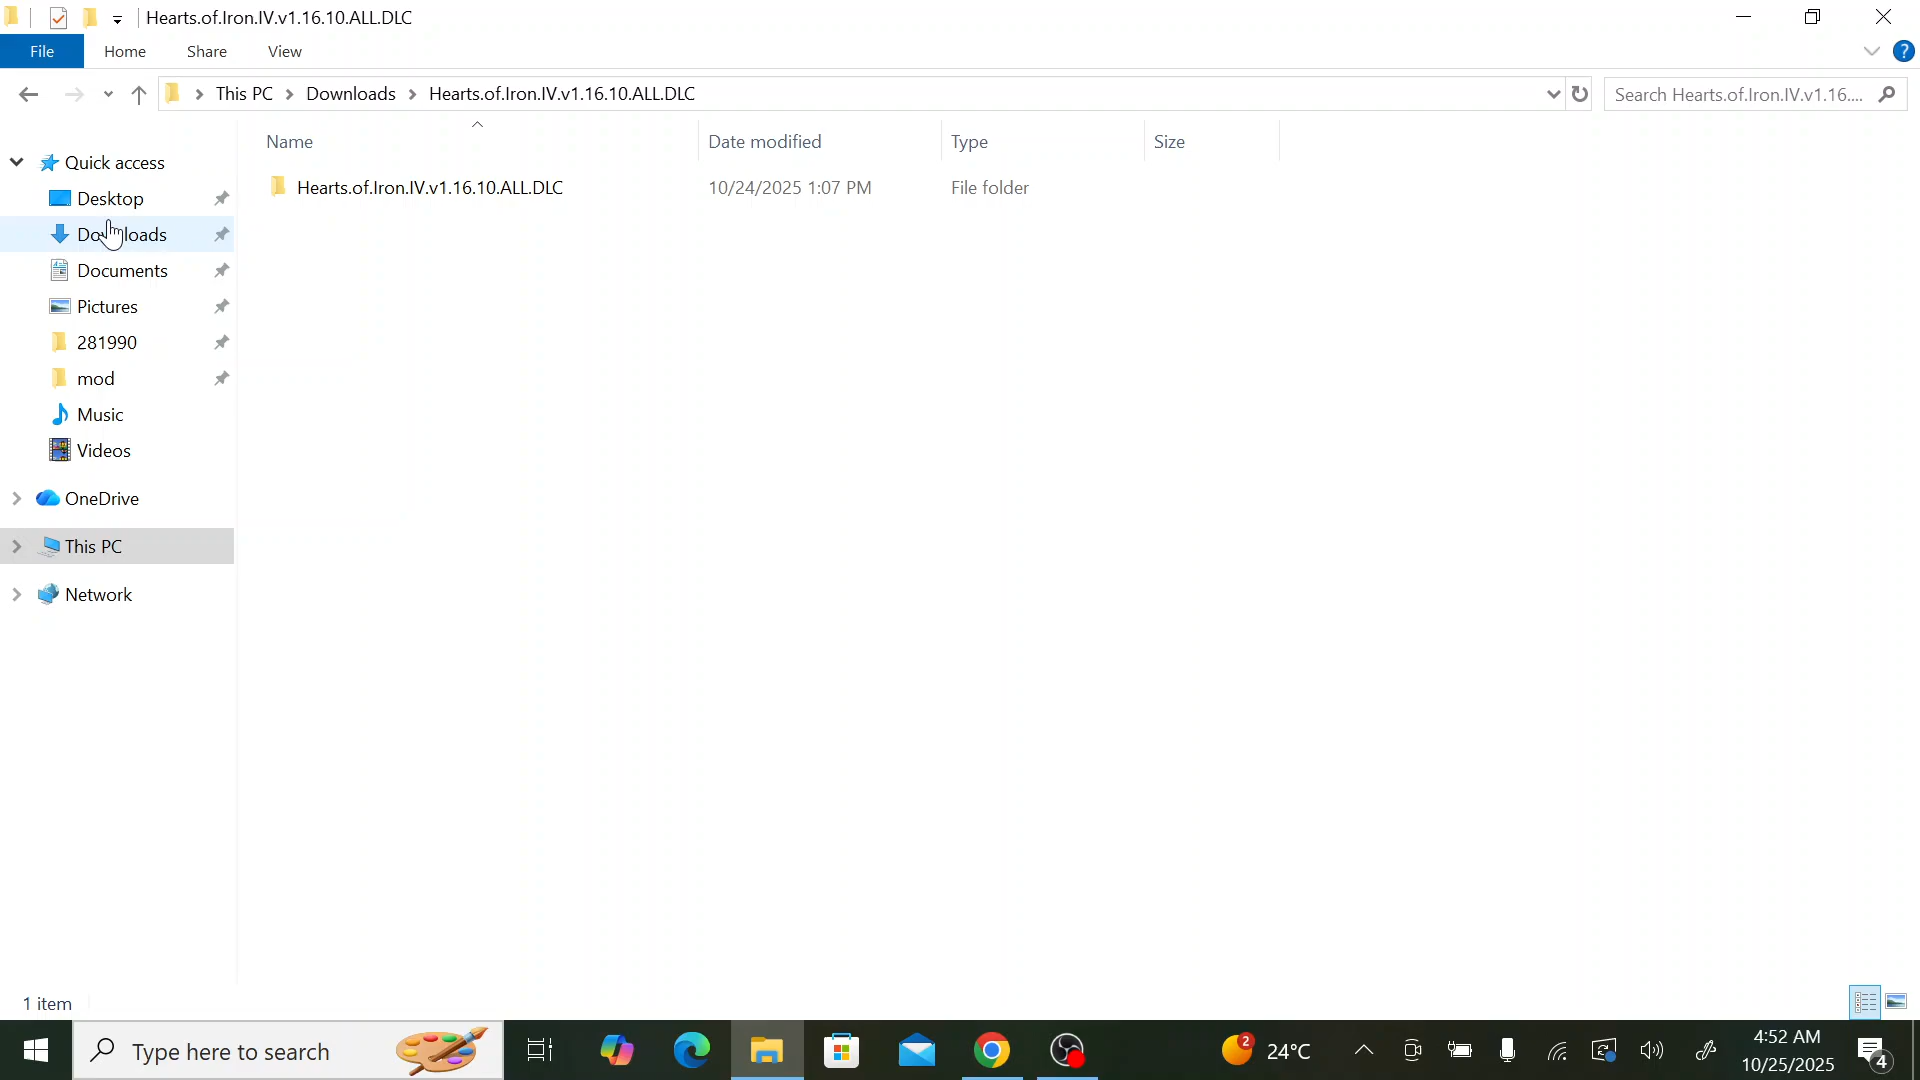 Hearts.of.Iron.IV.v1.16.10.ALL.DLC
File Home Share View
This PC Downloads Hearts.of.Iron.IV.v1.16.10.ALL.DLC Search Hearts.of.Iron.IV.v1.16....
Name Date modified Type Size
Quick access
Hearts.of.Iron.IV.v1.16.10.ALL.DLC 10/24/2025 1:07 PM File folder
Desktop
Downloads
Documents
Pictures
281990
mod
Music
Videos
OneDrive
This PC
Network
1 item
Type here to search 2 24°C 4:52 AM
10/25/2025 4